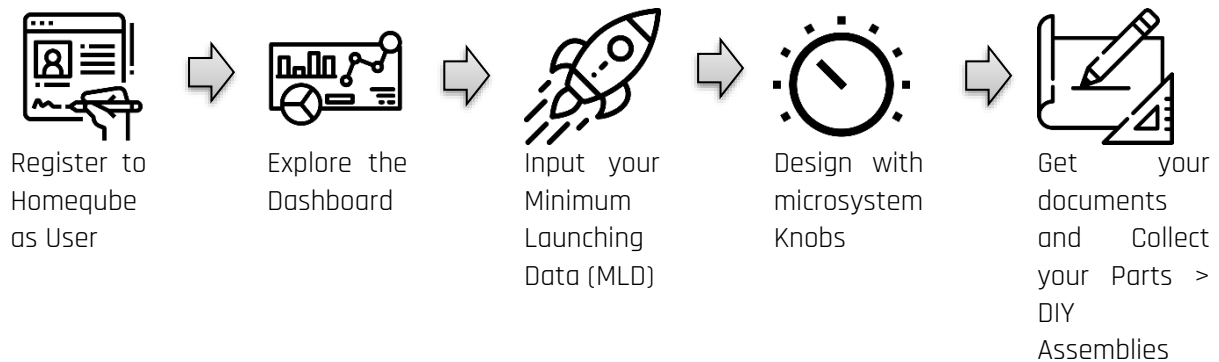 Register to
Homeqube
as User
Explore the
Dashboard
Input your
Minimum
Launching
Data (MLD)
Design with
microsystem
Knobs
Get your
documents
and Collect
your Parts >
DIY
Assemblies